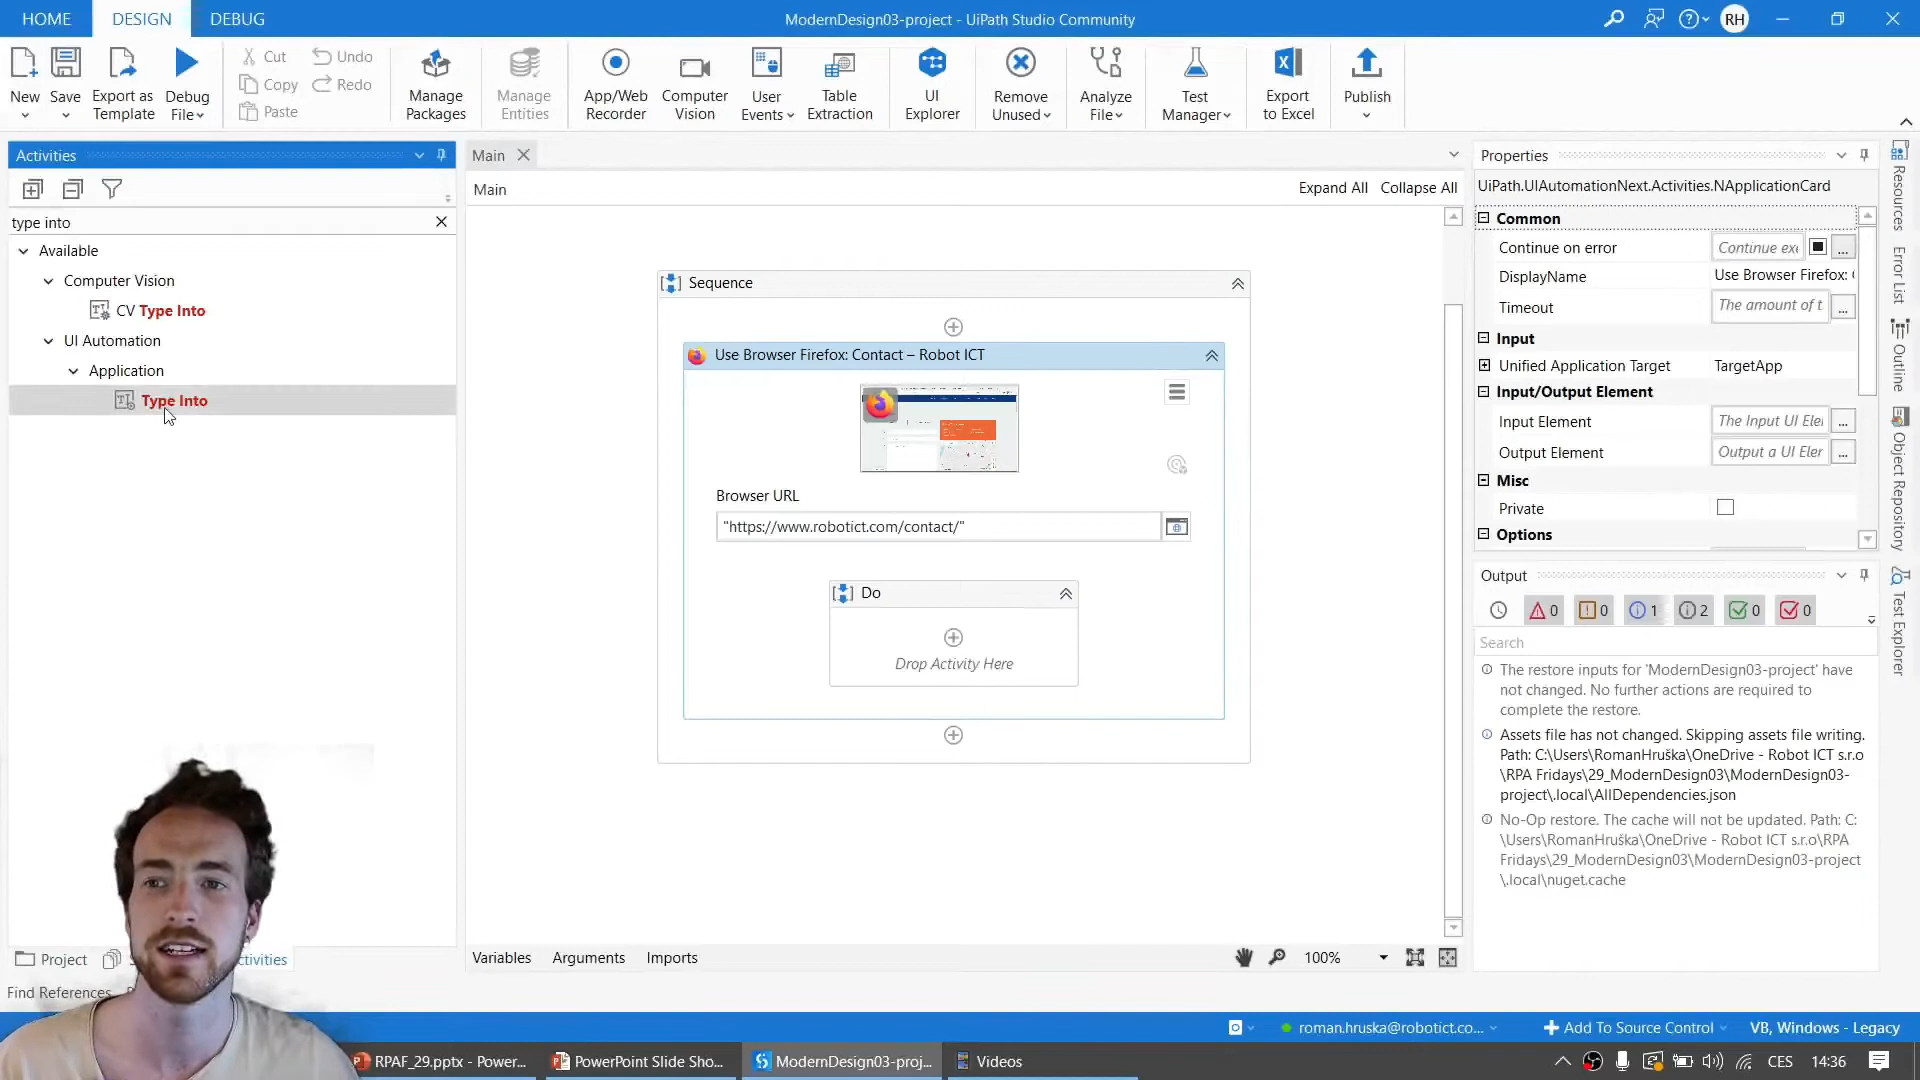 HOME DESIGN DEBUG
ModernDesign03-project - UiPath Studio Community
RH
New
Save
Export as
Template
Debug
File
Cut
Copy
Paste
Undo
Redo
Manage
Packages
Manage
Entities
App/Web
Recorder
Computer
Vision
User
Events
Table
Extraction
UI
Explorer
Remove
Unused
Analyze
File
Test
Manager
Export
to Excel
Publish
Activities
type into
Available
Computer Vision
CV Type Into
UI Automation
Application
Type Into
Main
Main
Expand All Collapse All
Sequence
Use Browser Firefox: Contact – Robot ICT
Browser URL
"https://www.robotict.com/contact/"
Do
Drop Activity Here
Variables Arguments Imports
100%
Properties
UiPath.UIAutomationNext.Activities.NApplicationCard
Common
Continue on error
Continue exe
...
DisplayName
Use Browser Firefox:
Timeout
The amount of t
...
Input
Unified Application Target
TargetApp
Input/Output Element
Input Element
The Input UI Ele
...
Output Element
Output a UI Eler
...
Misc
Private
Options
Output
0 0 1 2 0 0
Search
The restore inputs for 'ModernDesign03-project' have
not changed. No further actions are required to
complete the restore.
Assets file has not changed. Skipping assets file writing.
Path: C:\Users\RomanHruška\OneDrive - Robot ICT s.r.o
\RPA Fridays\29_ModernDesign03\ModernDesign03-
project\.local\AllDependencies.json
No-Op restore. The cache will not be updated. Path: C:
\Users\RomanHruška\OneDrive - Robot ICT s.r.o\RPA
Fridays\29_ModernDesign03\ModernDesign03-project
\.local\nuget.cache
Resources
Error List
Outline
Object Repository
Test Explorer
Project
ctivities
Find References
roman.hruska@robotict.co...
Add To Source Control
VB, Windows - Legacy
RPAF_29.pptx - Power...
PowerPoint Slide Sho...
ModernDesign03-proj...
Videos
CES
14:36